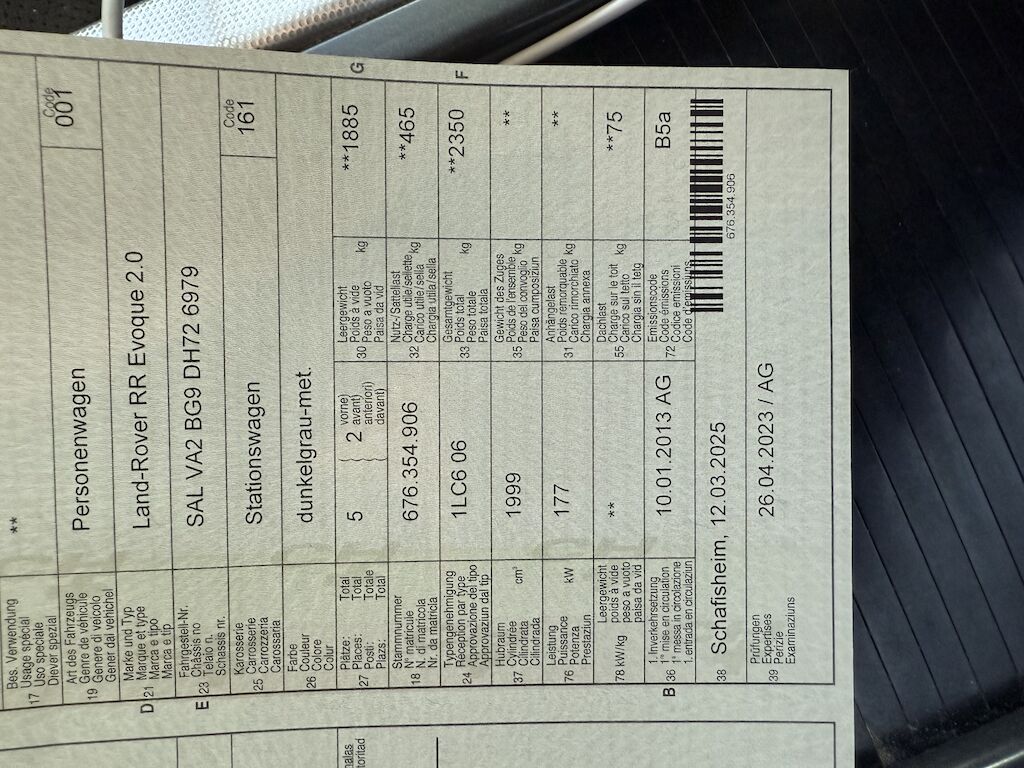 Bes. Verwendung
17 Usage spécial
Uso speciale
Diever spezial
**
Art des Fahrzeugs
Genre de véhicule
19 Genere di veicolo
Gener dal vehichel
Personenwagen
Code
001
Marke und Typ
D 21 Marque et type
Marca e tipo
Marca e tip
Land-Rover RR Evoque 2.0
Fahrgestell-Nr.
E 23 Châssis no
Telaio n.
Schassis nr.
SAL VA2 BG9 DH72 6979
Karosserie
25 Carrosserie
Carrozzeria
Carossaria
Stationswagen
Code
161
Farbe
26 Couleur
Colore
Colur
dunkelgrau-met.
Plätze: Total
27 Places: Total
Posti: Totale
Plazs: Total
5
2
vorne)
avant)
anteriori)
davant)
30 Leergewicht
Poids à vide
Peso a vuoto
Paisa da vid
kg
**1885
G
Stammnummer
18 N° matricule
N. di matricola
Nr. da matricla
676.354.906
Nutz-/Sattellast
32 Charge utile/sellette
Carico utile/sella
Chargia utila/sella
kg
**465
Typengenehmigung
24 Réception par type
Approvazione del tipo
Approvaziun dal tip
1LC6 06
Gesamtgewicht
33 Poids total
Peso totale
Paisa totala
kg
**2350
F
Hubraum
37 Cylindrée
Cilindrata
Cilindrada
cm³
1999
Gewicht des Zuges
35 Poids de l'ensemble
Peso del convoglio
Paisa cumposiziun
kg
**
Leistung
76 Puissance
Potenza
Prestaziun
kW
177
Anhängelast
31 Poids remorquable
Carico rimorchiato
Chargia annexa
kg
**
78 kW/kg
Leergewicht
poids à vide
peso a vuoto
paisa da vid
**
Dachlast
55 Charge sur le toit
Carico sul tetto
Chargia sin il tetg
kg
**75
1. Inverkehrsetzung
B 36 1re mise en circulation
1a messa in circolazione
1. entrada en circulaziun
10.01.2013 AG
Emissionscode
72 Code émissions
Codice emissioni
Code d'emissiuns
B5a
38 Schafisheim, 12.03.2025
676.354.906
Prüfungen
39 Expertises
Perizie
Examinaziuns
26.04.2023 / AG